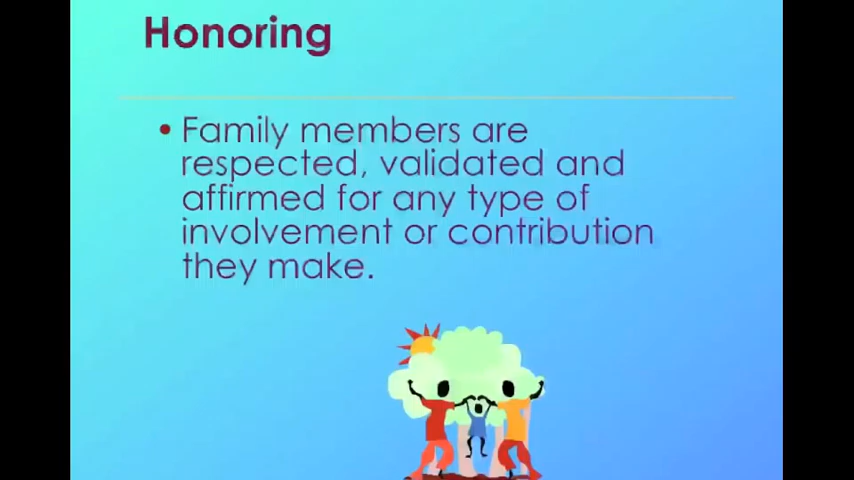 Honoring
• Family members are
respected, validated and
affirmed for any type of
involvement or contribution
they make.